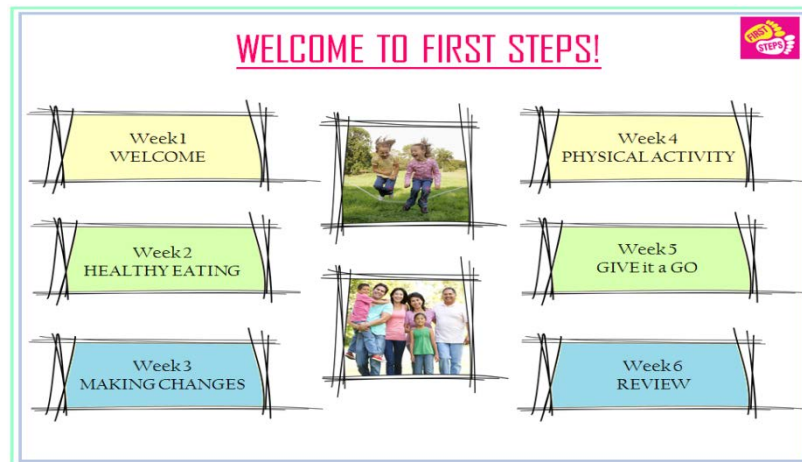 WELCOME TO FIRST STEPS!
FIRST
STEPS
Week 1
WELCOME
Week 2
HEALTHY EATING
Week 3
MAKING CHANGES
Week 4
PHYSICAL ACTIVITY
Week 5
GIVE it a GO
Week 6
REVIEW